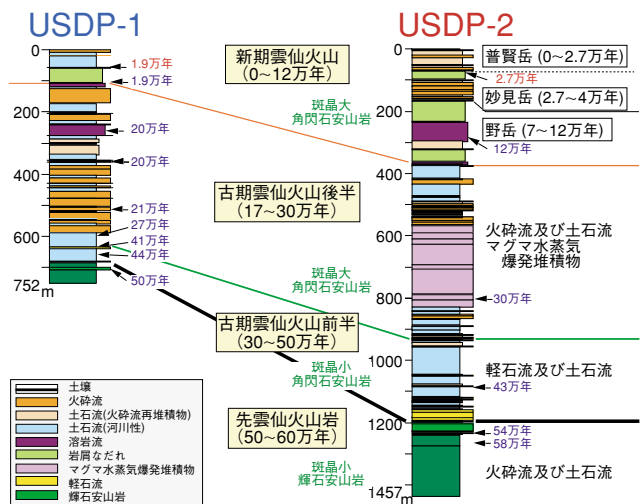 USDP-1
USDP-2
0
200
400
600
752 m
1.9万年
1.9万年
20万年
20万年
21万年
27万年
41万年
44万年
50万年
新期雲仙火山
(0~12万年)
斑晶大
角閃石安山岩
古期雲仙火山後半
(17~30万年)
斑晶大
角閃石安山岩
古期雲仙火山前半
(30~50万年)
斑晶小
角閃石安山岩
先雲仙火山岩
(50~60万年)
斑晶小
輝石安山岩
0
200
400
600
800
1000
1200
1457 m
普賢岳 (0~2.7万年)
2.7万年
妙見岳 (2.7~4万年)
野岳 (7~12万年)
12万年
火砕流及び土石流
マグマ水蒸気
爆発堆積物
30万年
軽石流及び土石流
43万年
54万年
58万年
火砕流及び土石流
土壌
火砕流
土石流(火砕流再堆積物)
土石流(河川性)
溶岩流
岩屑なだれ
マグマ水蒸気爆発堆積物
軽石流
輝石安山岩